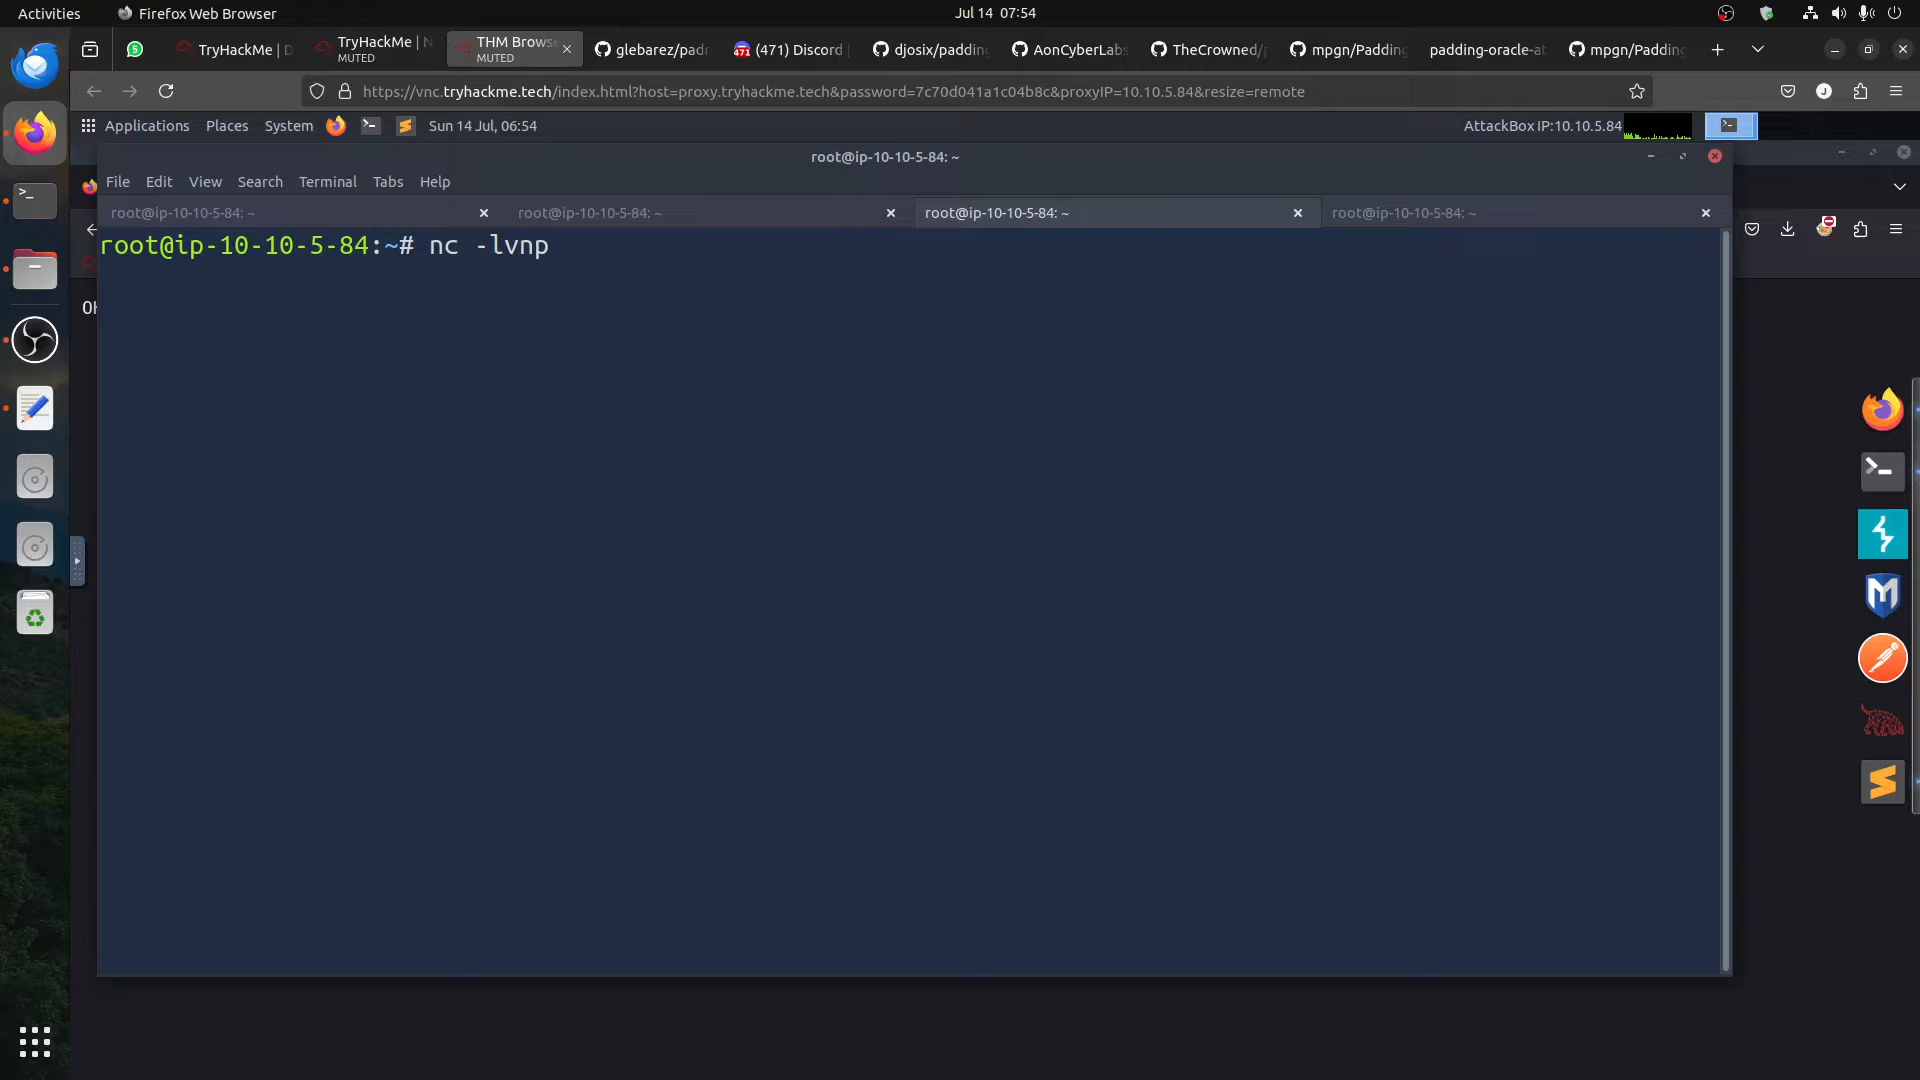 Activities
Firefox Web Browser
Jul 14 07:54
TryHackMe | D
TryHackMe | N
MUTED
THM Browse
MUTED
glebarez/padr
471
(471) Discord
djosix/padding
AonCyberLabs
TheCrowned/p
mpgn/Padding
padding-oracle-at
mpgn/Padding
https://vnc.tryhackme.tech/index.html?host=proxy.tryhackme.tech&password=7c70d041a1c04b8c&proxyIP=10.10.5.84&resize=remote
J
Applications
Places
System
Sun 14 Jul, 06:54
AttackBox IP:10.10.5.84
root@ip-10-10-5-84: ~
File
Edit
View
Search
Terminal
Tabs
Help
root@ip-10-10-5-84: ~
root@ip-10-10-5-84: ~
root@ip-10-10-5-84: ~
root@ip-10-10-5-84: ~
root@ip-10-10-5-84:~# nc -lvnp